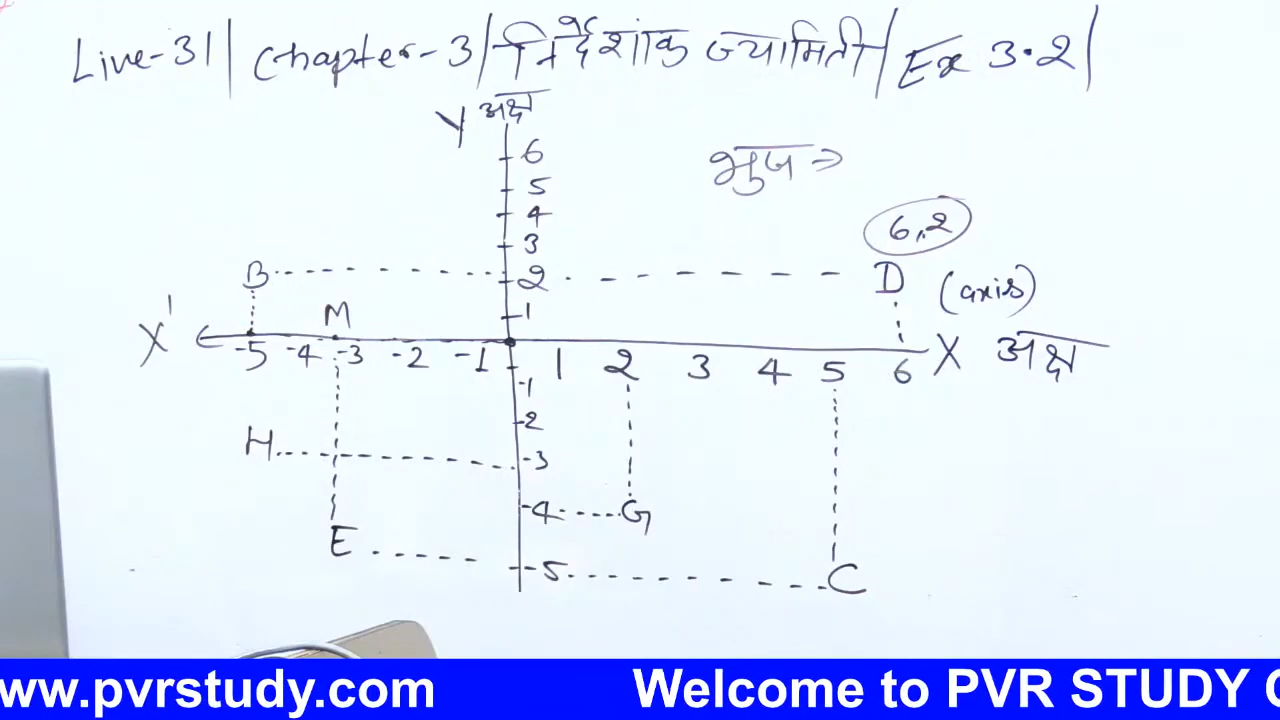 Live-31| Chapter-3| निर्देशांक ज्यामिती| Ex 3.2|
Y अक्ष
6
5
4
3
2
1
भुज ⇒
6,2
B
D
(axis)
M
X'
-5 -4 -3 -2 -1 1 2 3 4 5 6
X अक्ष
-1
-2
H
-3
-4
G
E
-5
C
www.pvrstudy.com Welcome to PVR STUDY